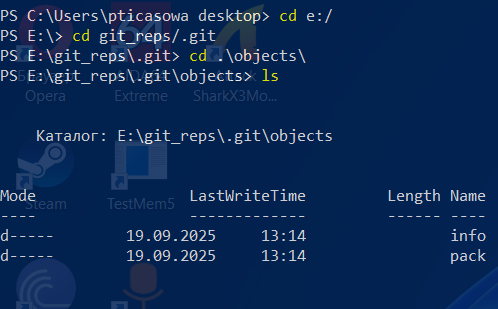 PS C:\Users\pticasowa desktop> cd e:/
PS E:\> cd git_reps/.git
PS E:\git_reps\.git> cd .\objects\
PS E:\git_reps\.git\objects> ls
Opera
Extreme
SharkX3Mo...
Каталог: E:\git_reps\.git\objects
Steam
TestMem5
Mode LastWriteTime Length Name
---- ------------- ------ ----
d----- 19.09.2025 13:14 info
d----- 19.09.2025 13:14 pack